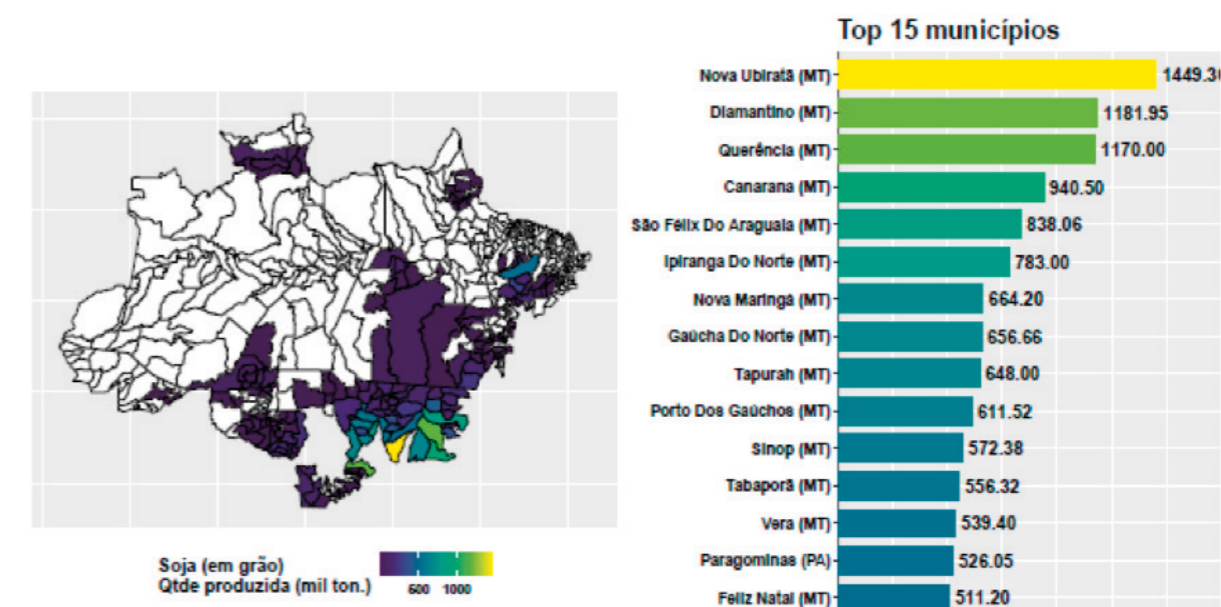 Top 15 municípios
Nova Ubiratã (MT)
Diamantino (MT)
1181.95
Querência (MT)
1170.00
Canarana (MT)
940.50
São Félix Do Araguaia (MT)
838.06
Ipiranga Do Norte (MT)
783.00
Nova Maringá (MT)
664.20
Gaúcha Do Norte (MT)
656.66
Tapurah (MT)
648.00
Porto Dos Gaúchos (MT)
611.52
Sinop (MT)
572.38
Tabaporã (MT)
556.32
Vera (MT)
539.40
Paragominas (PA)
526.05
Feliz Natal (MT)
511.20
Soja (em grão)
Qtde produzida (mil ton.)
500 1000